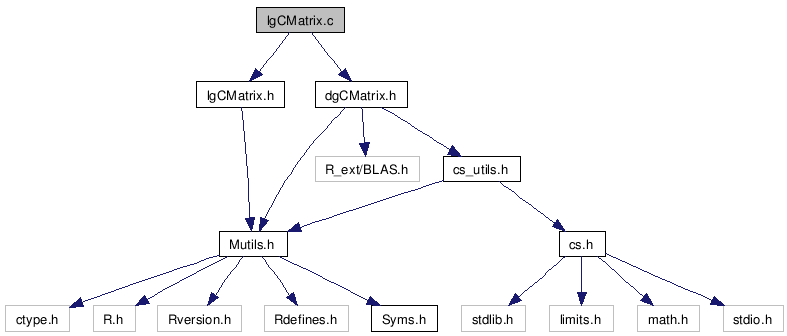 lgCMatrix.c
lgCMatrix.h
dgCMatrix.h
R_ext/BLAS.h
cs_utils.h
Mutils.h
cs.h
ctype.h
R.h
Rversion.h
Rdefines.h
Syms.h
stdlib.h
limits.h
math.h
stdio.h